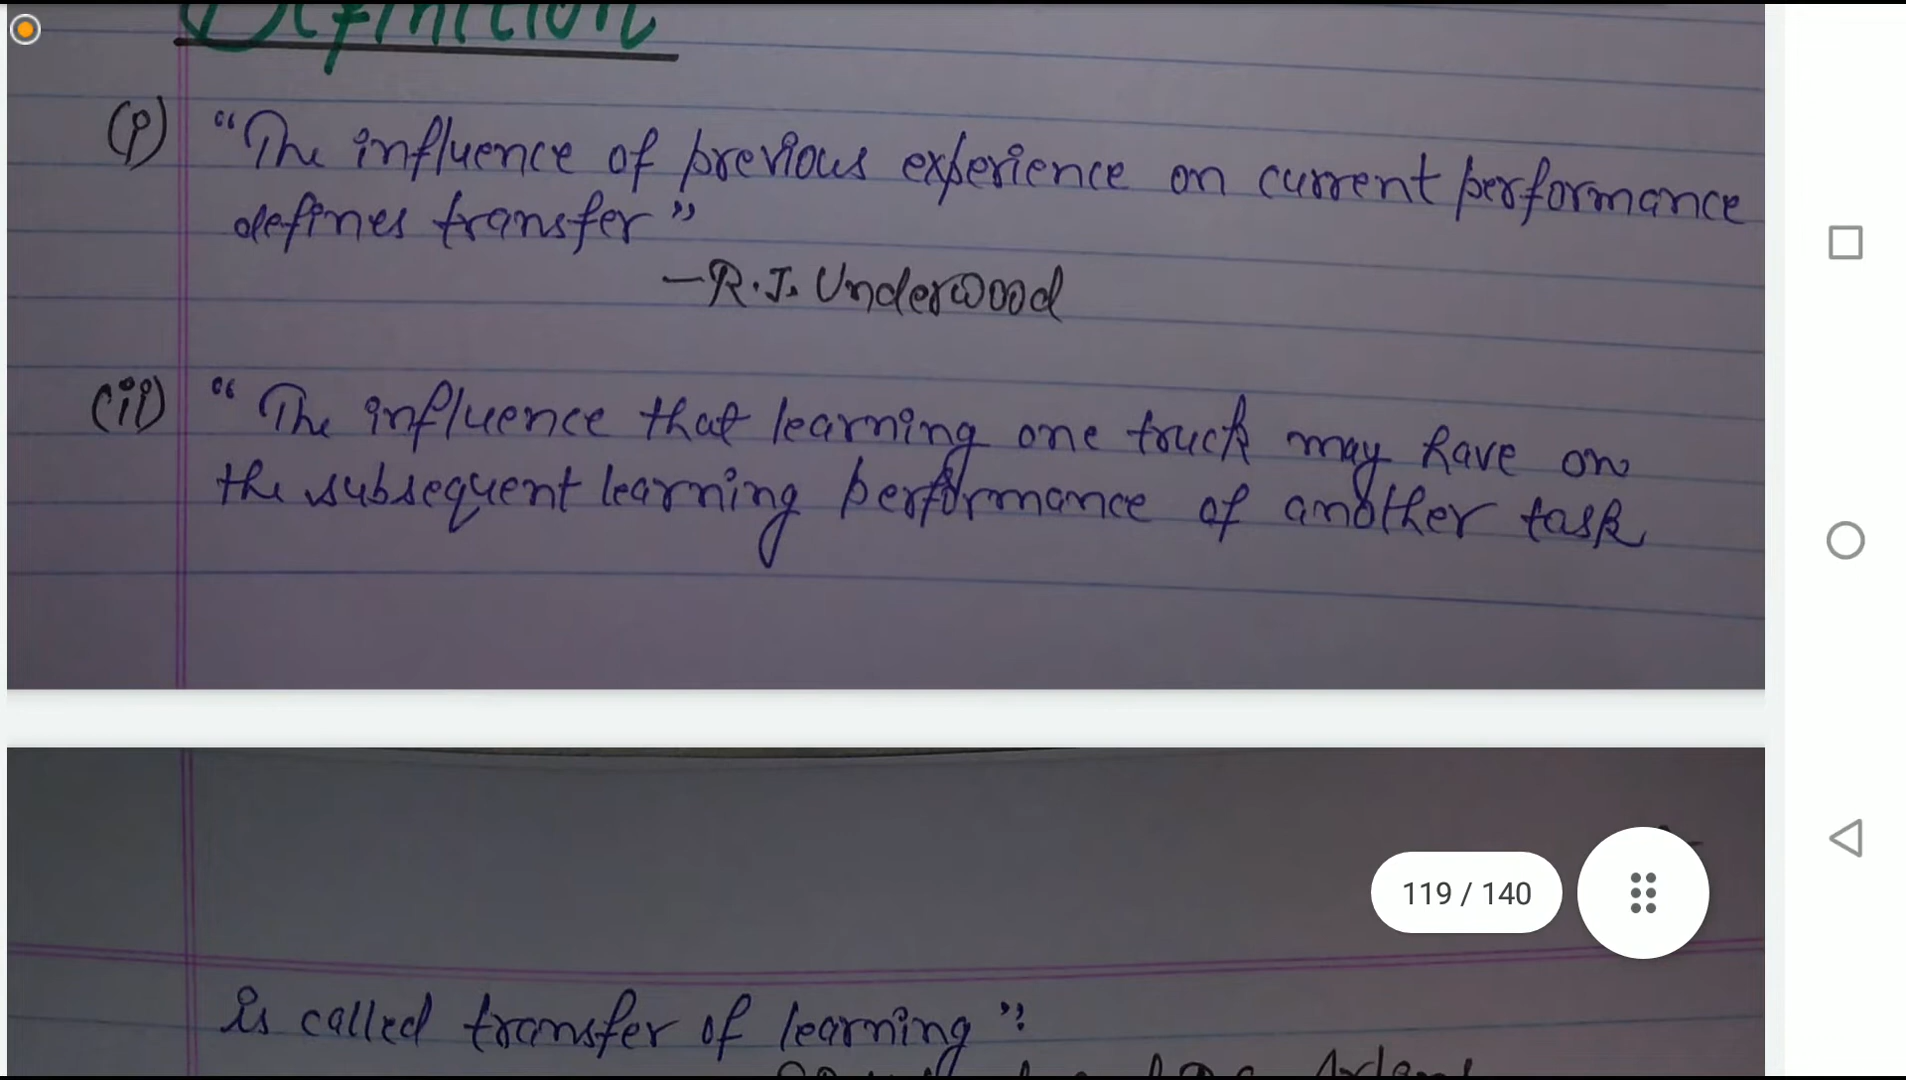 Definition
(i) “The influence of previous experience on current performance
defines transfer”
—R.J. Underwood
(ii) “The influence that learning one truck may have on
the subsequent learning performance of another task
119 / 140
is called transfer of learning”